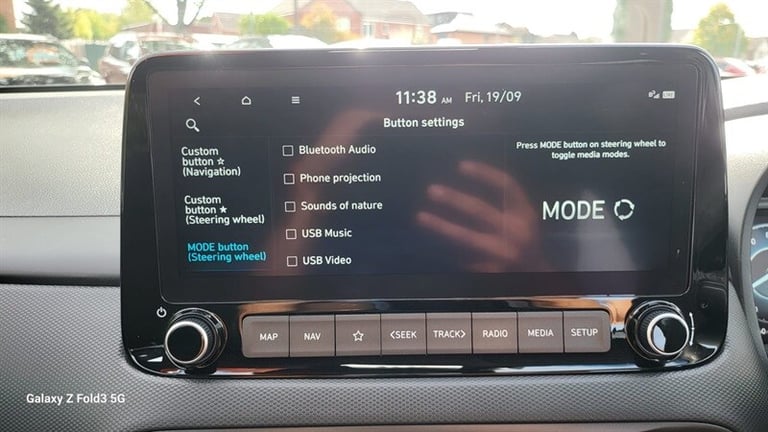 11:38 AM Fri, 19/09
Button settings
Custom
button ☆
(Navigation)
Custom
button ★
(Steering wheel)
MODE button
(Steering wheel)
Bluetooth Audio
Phone projection
Sounds of nature
USB Music
USB Video
Press MODE button on steering wheel to
toggle media modes.
MODE
MAP NAV ☆ <SEEK TRACK> RADIO MEDIA SETUP
Galaxy Z Fold3 5G